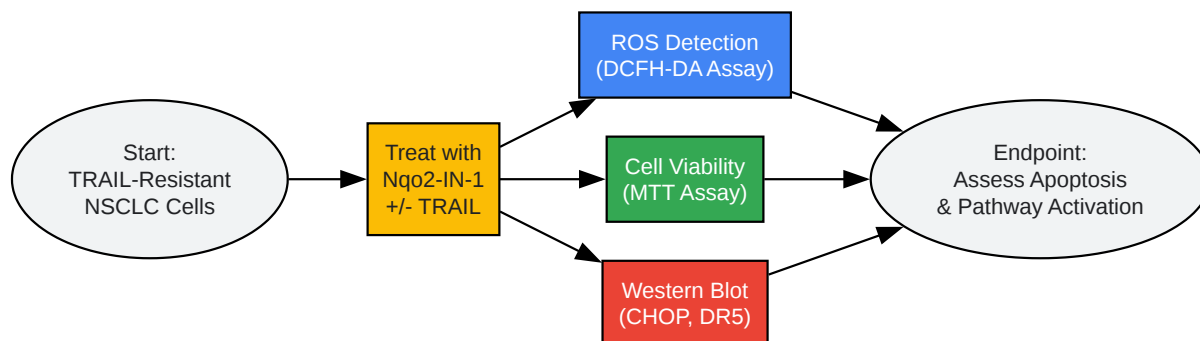 Start:
TRAIL-Resistant
NSCLC Cells
Treat with
Nqo2-IN-1
+/- TRAIL
ROS Detection
(DCFH-DA Assay)
Cell Viability
(MTT Assay)
Western Blot
(CHOP, DR5)
Endpoint:
Assess Apoptosis
& Pathway Activation